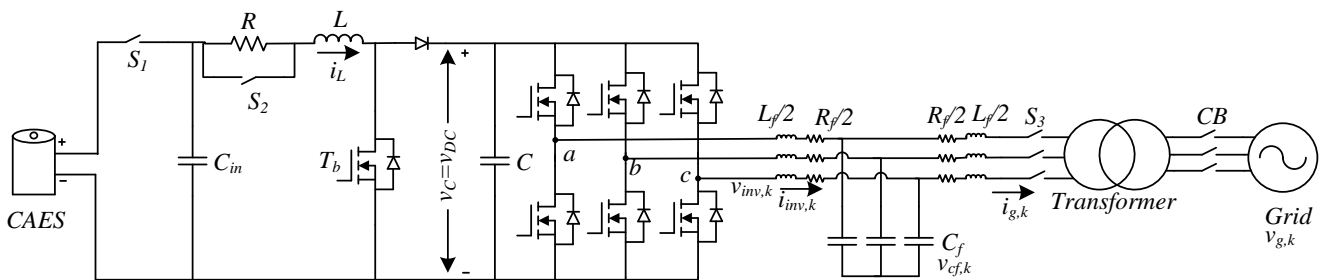 R
L
S1
iL
S2
+
−
CAES
Cin
Tb
+
vC=vDC
−
C
a
b
c
Lf/2
Rf/2
Rf/2
Lf/2
S3
CB
vinv,k
iinv,k
ig,k
Transformer
Cf
vcf,k
Grid
vg,k